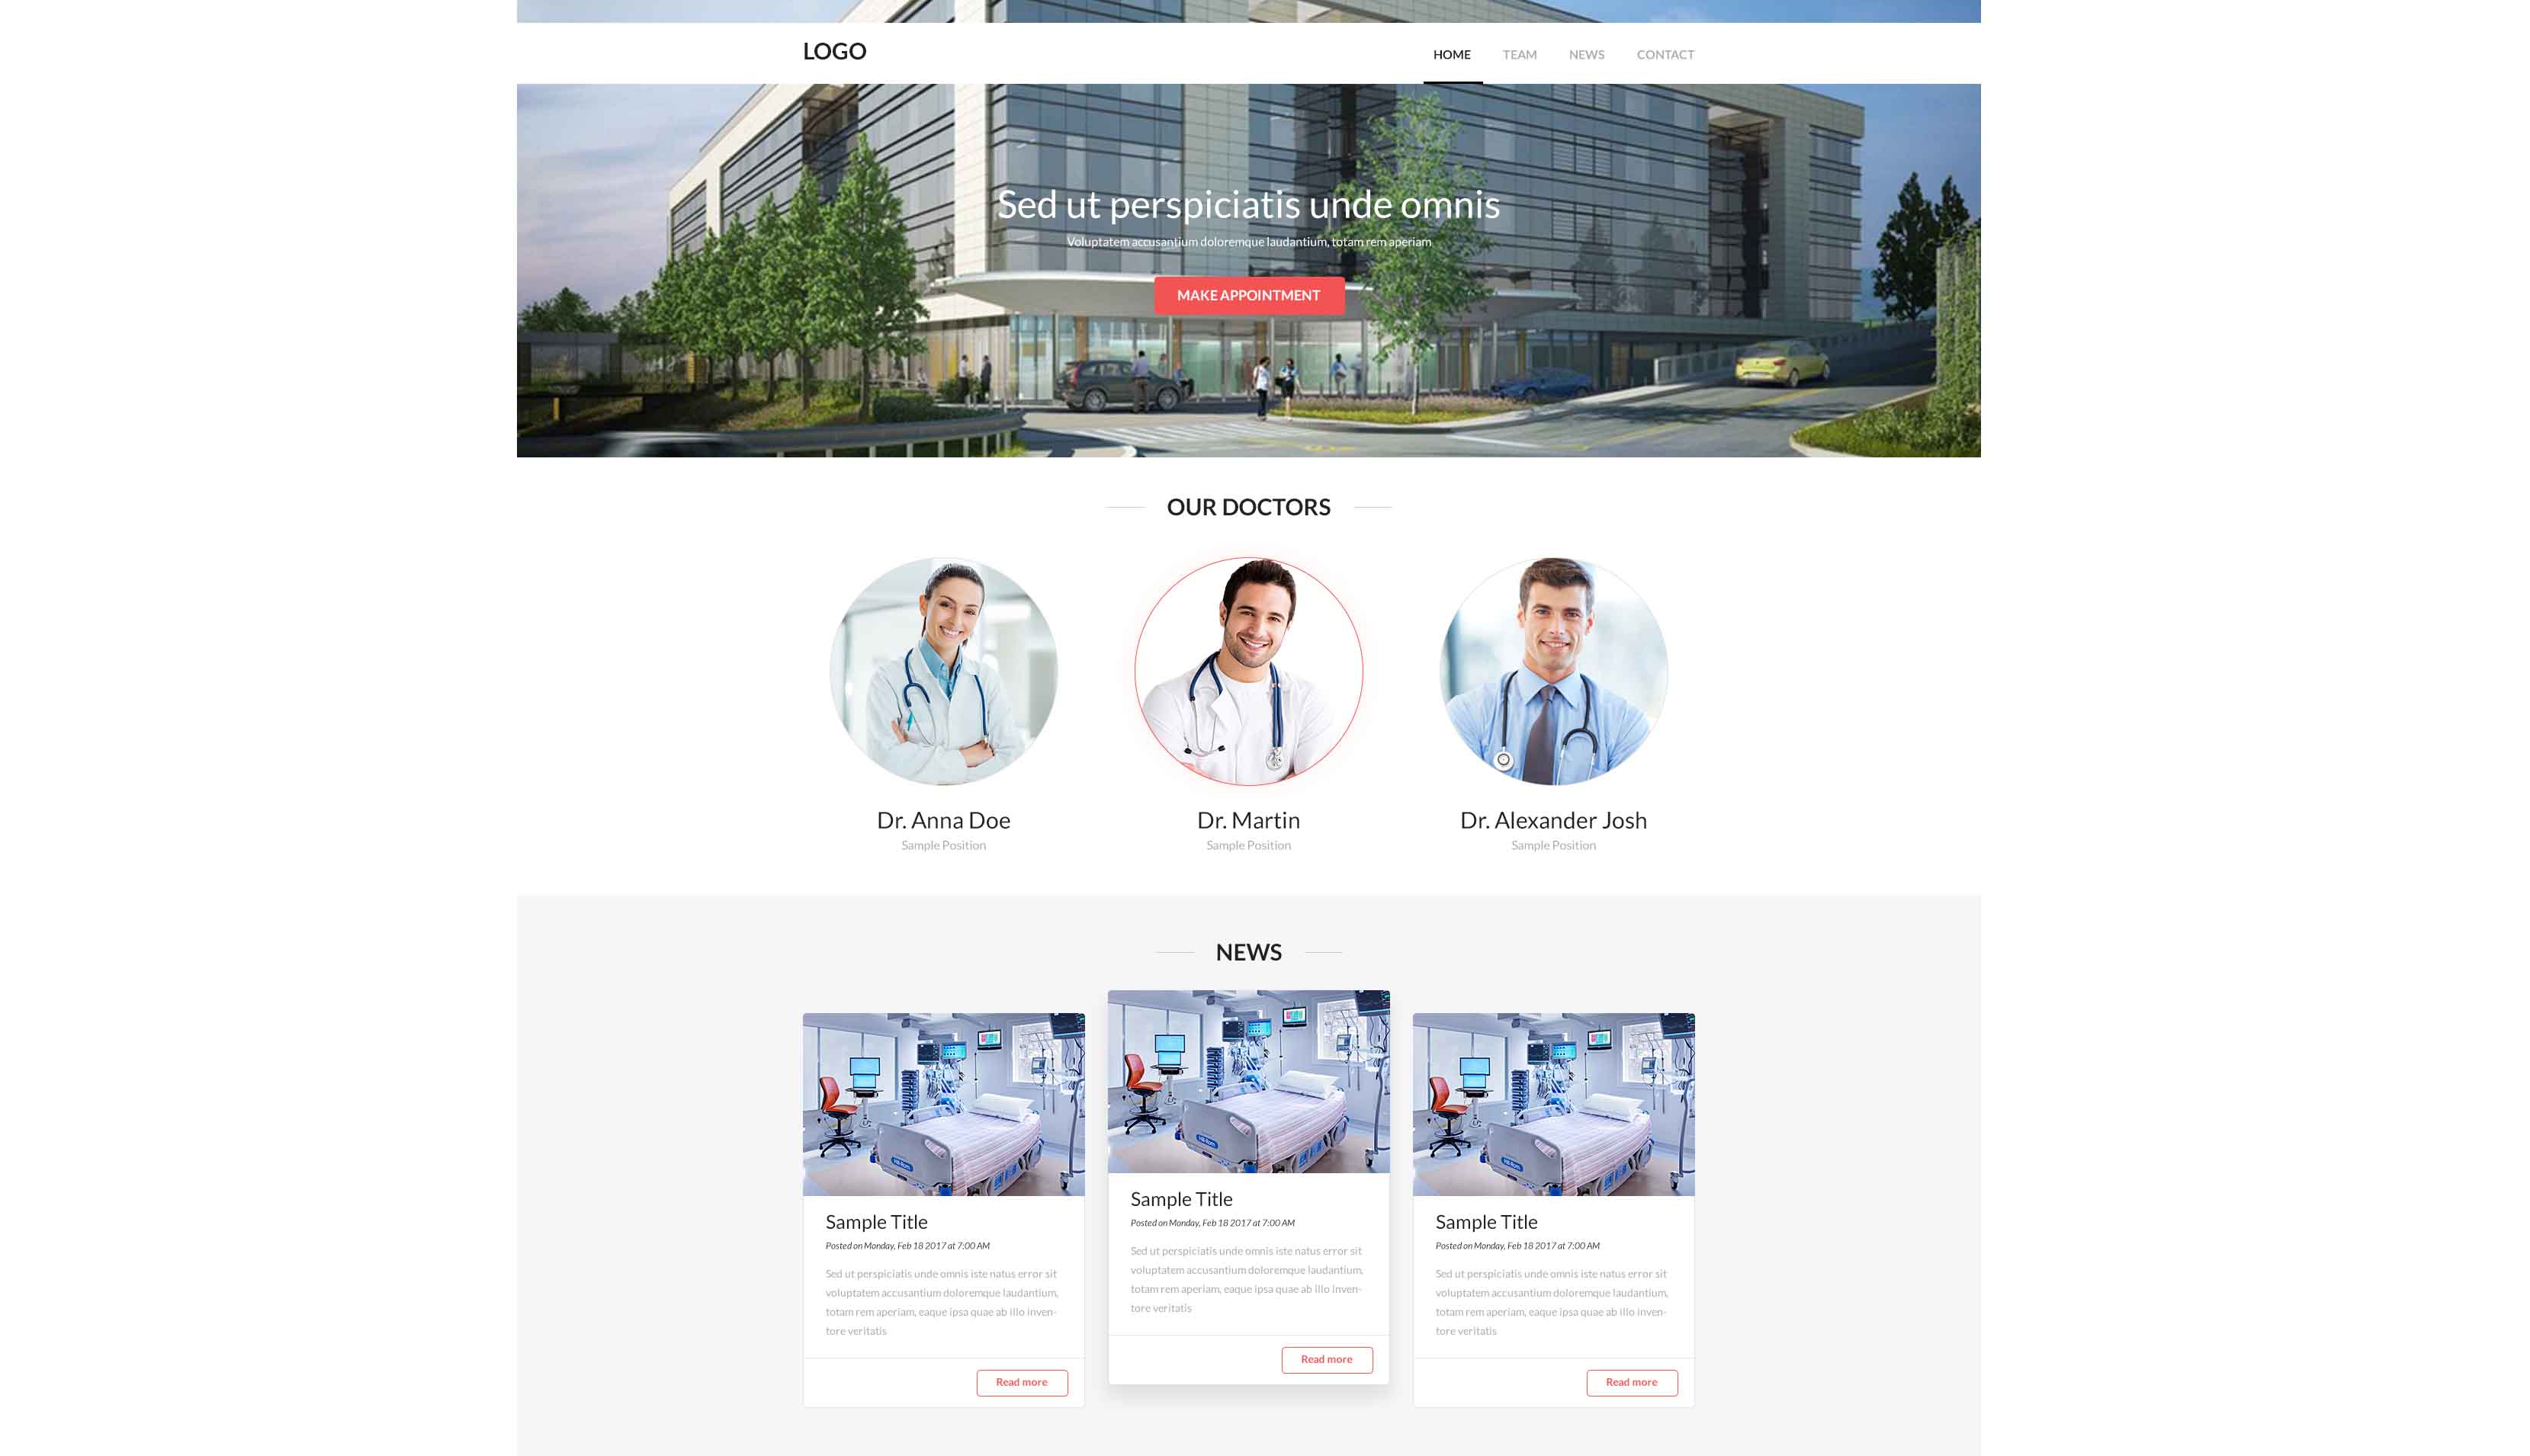 LOGO
HOME TEAM NEWS CONTACT
Sed ut perspiciatis unde omnis
Voluptatem accusantium doloremque laudantium, totam rem aperiam
MAKE APPOINTMENT
OUR DOCTORS
Dr. Anna Doe
Sample Position
Dr. Martin
Sample Position
Dr. Alexander Josh
Sample Position
NEWS
Sample Title
Posted on Monday, Feb 18 2017 at 7:00 AM
Sed ut perspiciatis unde omnis iste natus error sit
voluptatem accusantium doloremque laudantium,
totam rem aperiam, eaque ipsa quae ab illo inven-
tore veritatis
Read more
Sample Title
Posted on Monday, Feb 18 2017 at 7:00 AM
Sed ut perspiciatis unde omnis iste natus error sit
voluptatem accusantium doloremque laudantium,
totam rem aperiam, eaque ipsa quae ab illo inven-
tore veritatis
Read more
Sample Title
Posted on Monday, Feb 18 2017 at 7:00 AM
Sed ut perspiciatis unde omnis iste natus error sit
voluptatem accusantium doloremque laudantium,
totam rem aperiam, eaque ipsa quae ab illo inven-
tore veritatis
Read more